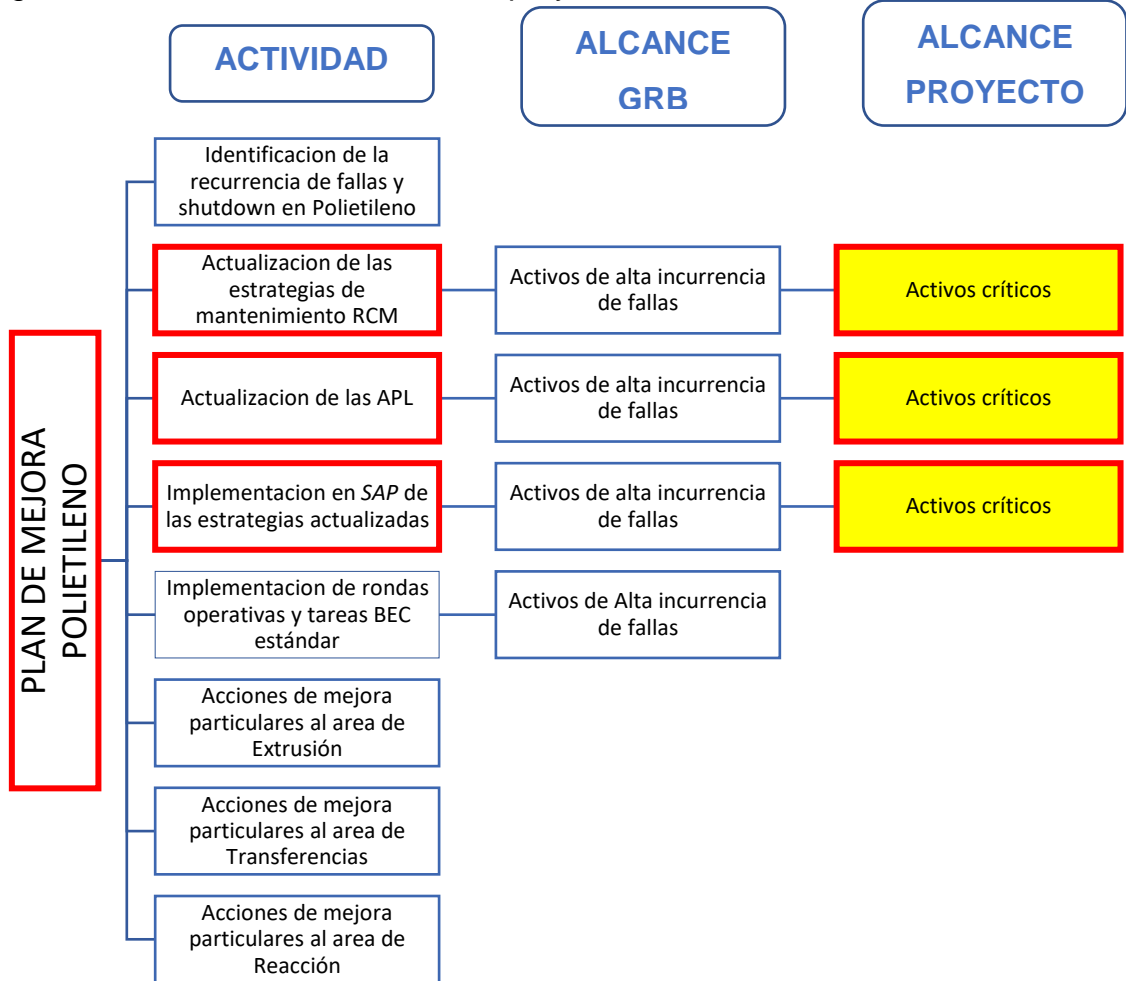 ACTIVIDAD
ALCANCE
GRB
ALCANCE
PROYECTO
PLAN DE MEJORA
POLIETILENO
Identificacion de la
recurrencia de fallas y
shutdown en Polietileno
Actualizacion de las
estrategias de
mantenimiento RCM
Activos de alta incurrencia
de fallas
Activos críticos
Actualizacion de las APL
Activos de alta incurrencia
de fallas
Activos críticos
Implementacion en SAP de
las estrategias actualizadas
Activos de alta incurrencia
de fallas
Activos críticos
Implementacion de rondas
operativas y tareas BEC
estándar
Activos de Alta incurrencia
de fallas
Acciones de mejora
particulares al area de
Extrusión
Acciones de mejora
particulares al area de
Transferencias
Acciones de mejora
particulares al area de
Reacción